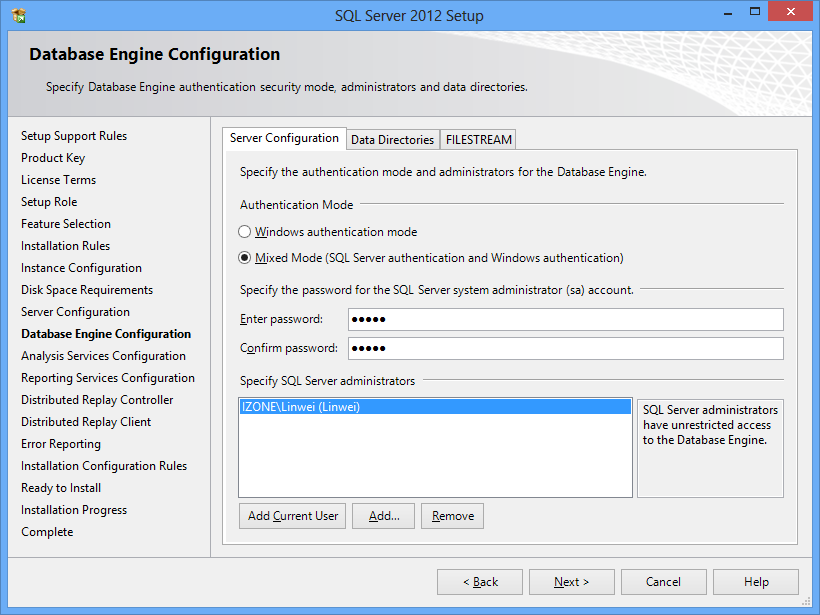 SQL Server 2012 Setup
Database Engine Configuration
Specify Database Engine authentication security mode, administrators and data directories.
Setup Support Rules
Product Key
License Terms
Setup Role
Feature Selection
Installation Rules
Instance Configuration
Disk Space Requirements
Server Configuration
Database Engine Configuration
Analysis Services Configuration
Reporting Services Configuration
Distributed Replay Controller
Distributed Replay Client
Error Reporting
Installation Configuration Rules
Ready to Install
Installation Progress
Complete
Server Configuration
Data Directories
FILESTREAM
Specify the authentication mode and administrators for the Database Engine.
Authentication Mode
Windows authentication mode
Mixed Mode (SQL Server authentication and Windows authentication)
Specify the password for the SQL Server system administrator (sa) account.
Enter password: ●●●●●
Confirm password: ●●●●●
Specify SQL Server administrators
IZONE\Linwei (Linwei)
SQL Server administrators
have unrestricted access
to the Database Engine.
Add Current User
Add...
Remove
< Back
Next >
Cancel
Help